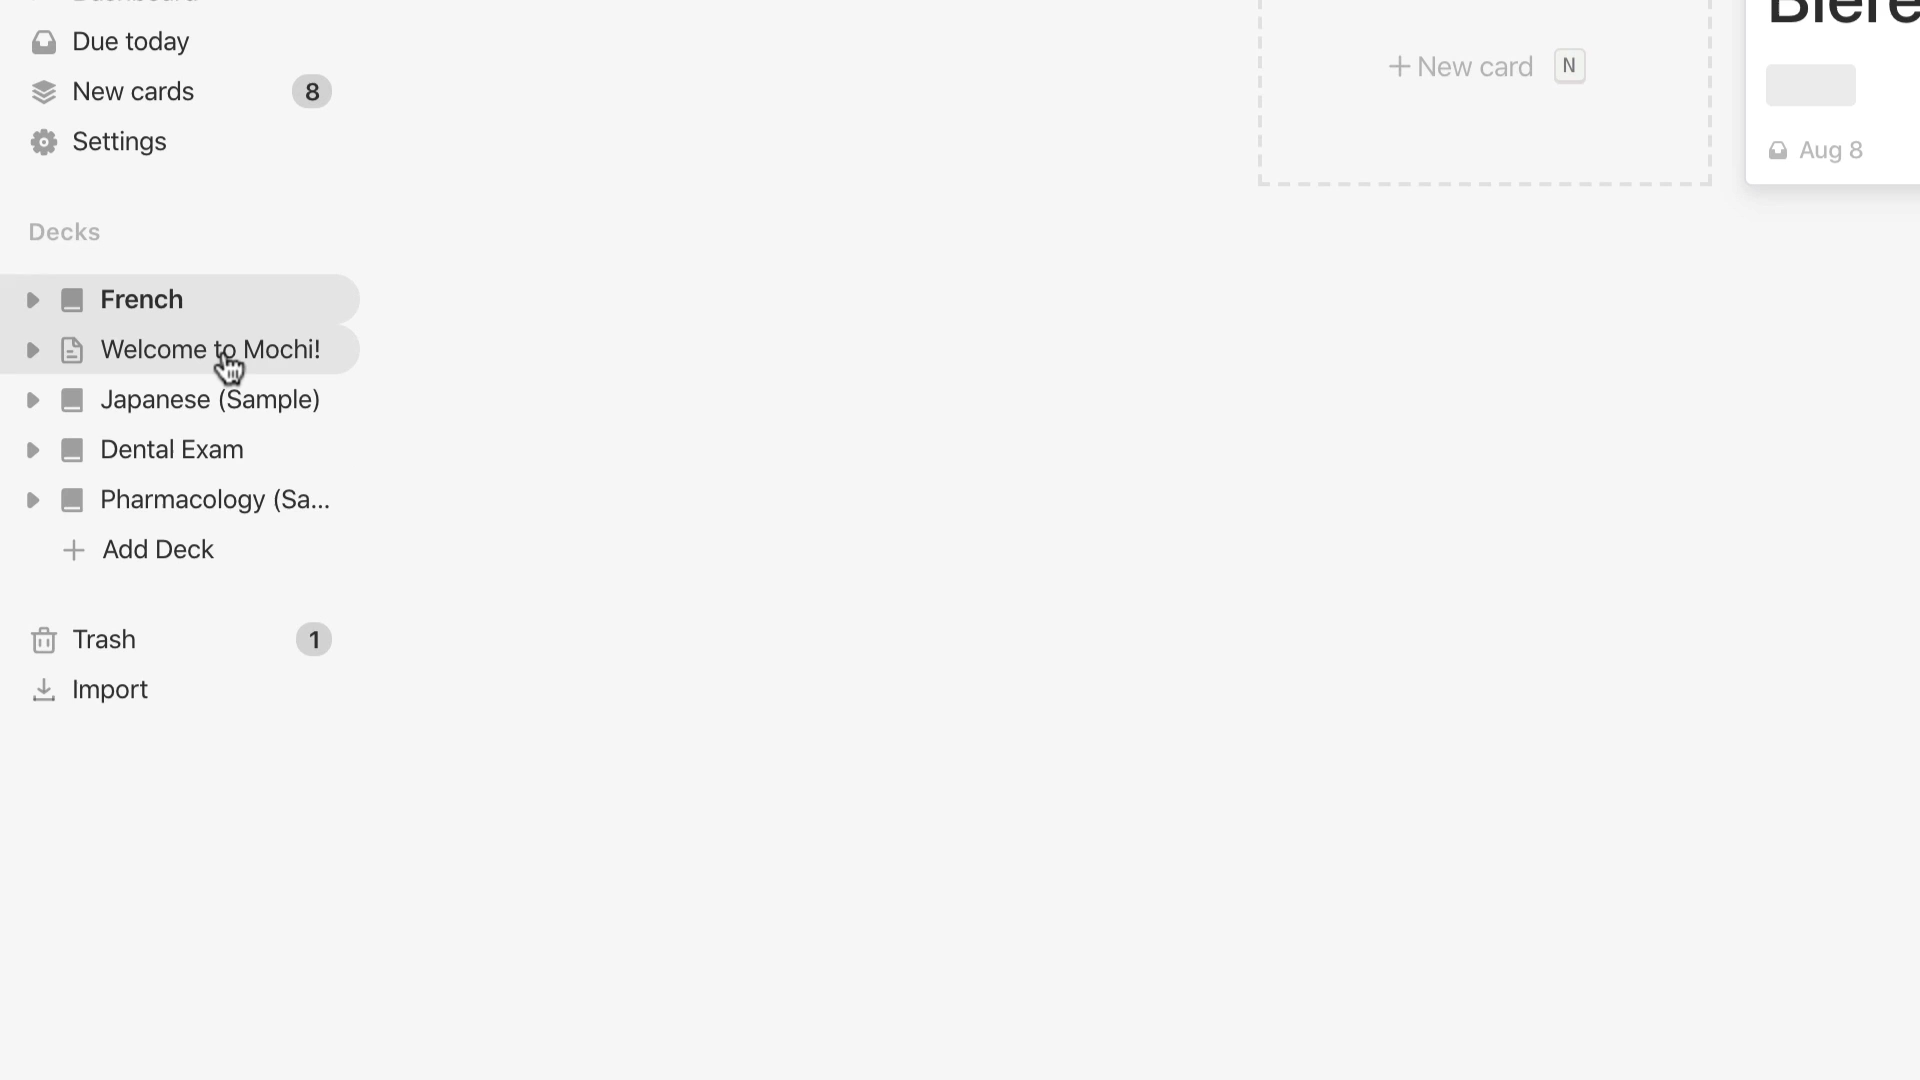 Due today
New cards 8
Settings
Decks
French
Welcome to Mochi!
Japanese (Sample)
Dental Exam
Pharmacology (Sa...
+ Add Deck
Trash 1
Import
+ New card N
Aug 8